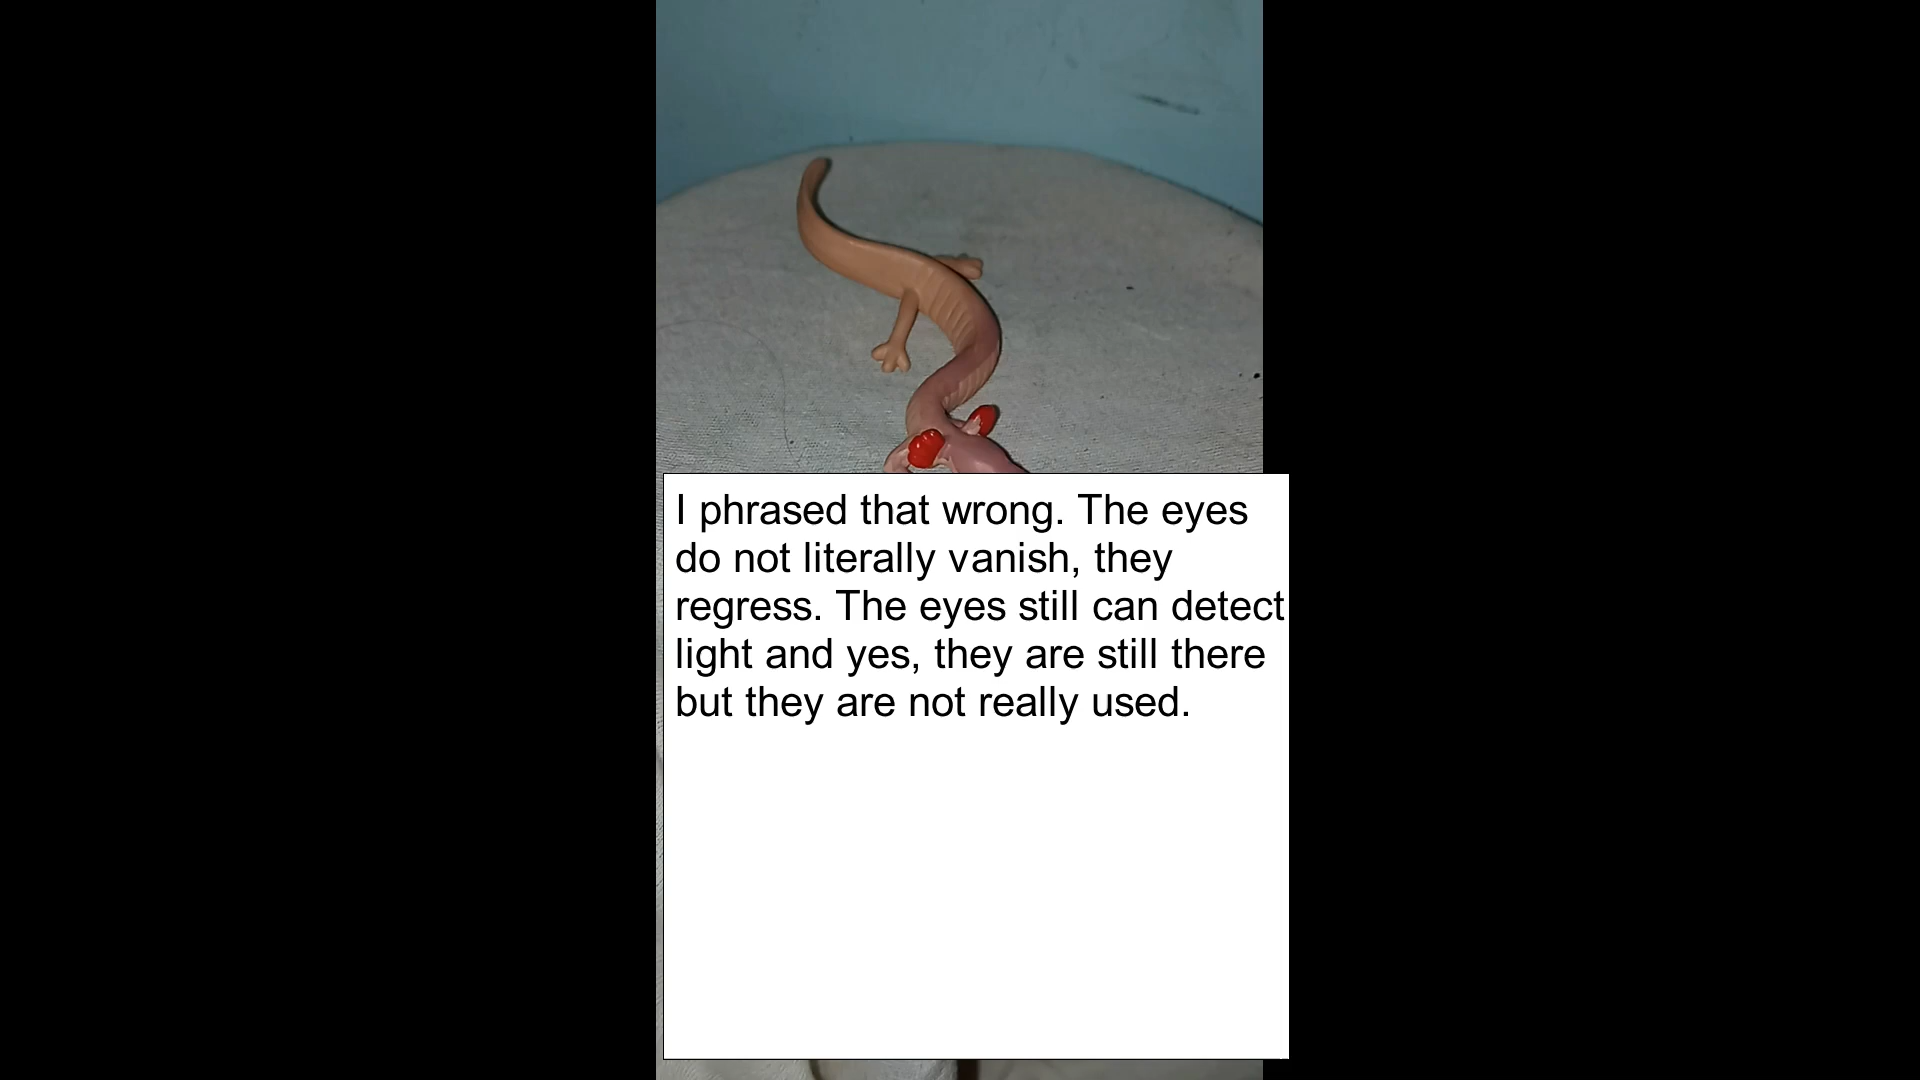 I phrased that wrong. The eyes
do not literally vanish, they
regress. The eyes still can detect
light and yes, they are still there
but they are not really used.